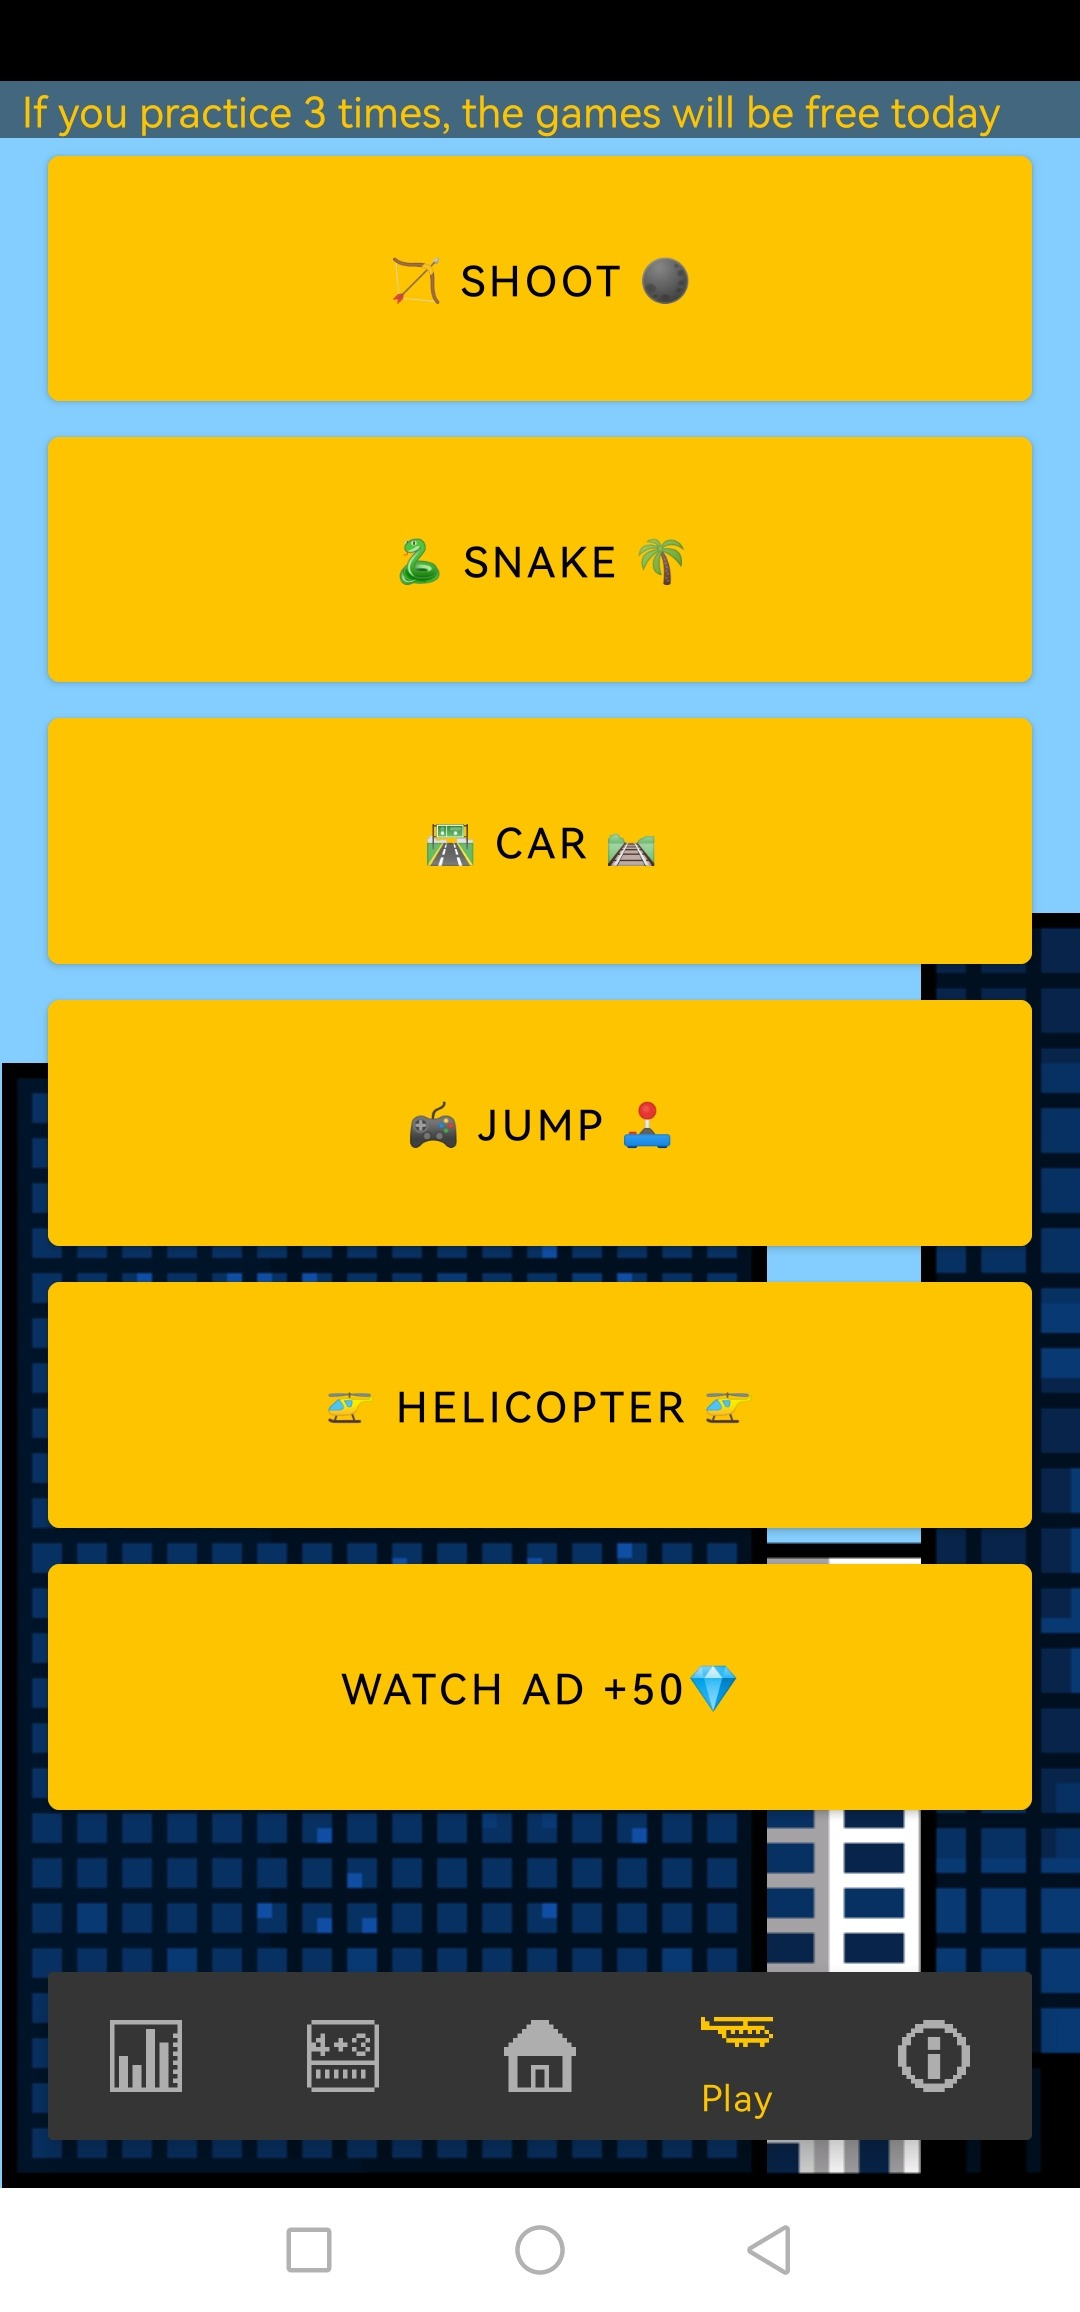 If you practice 3 times, the games will be free today
🏹 SHOOT 🌑
🐍 SNAKE 🌴
🛣️ CAR 🛤️
🎮 JUMP 🕹️
🚁 HELICOPTER 🚁
WATCH AD +50💎
4+3
Play